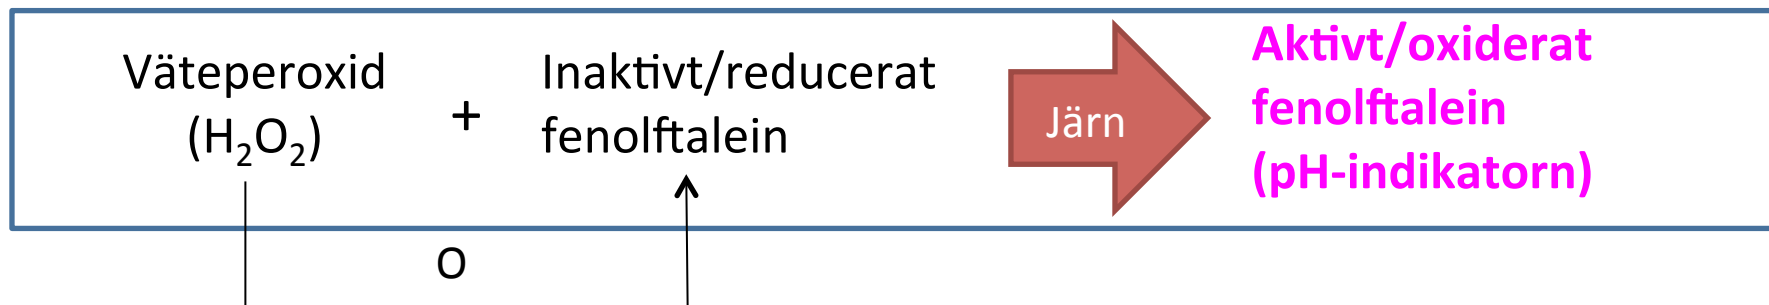 Väteperoxid
(H₂O₂)
+
Inaktivt/reducerat
fenolftalein
Järn
Aktivt/oxiderat
fenolftalein
(pH-indikatorn)
O